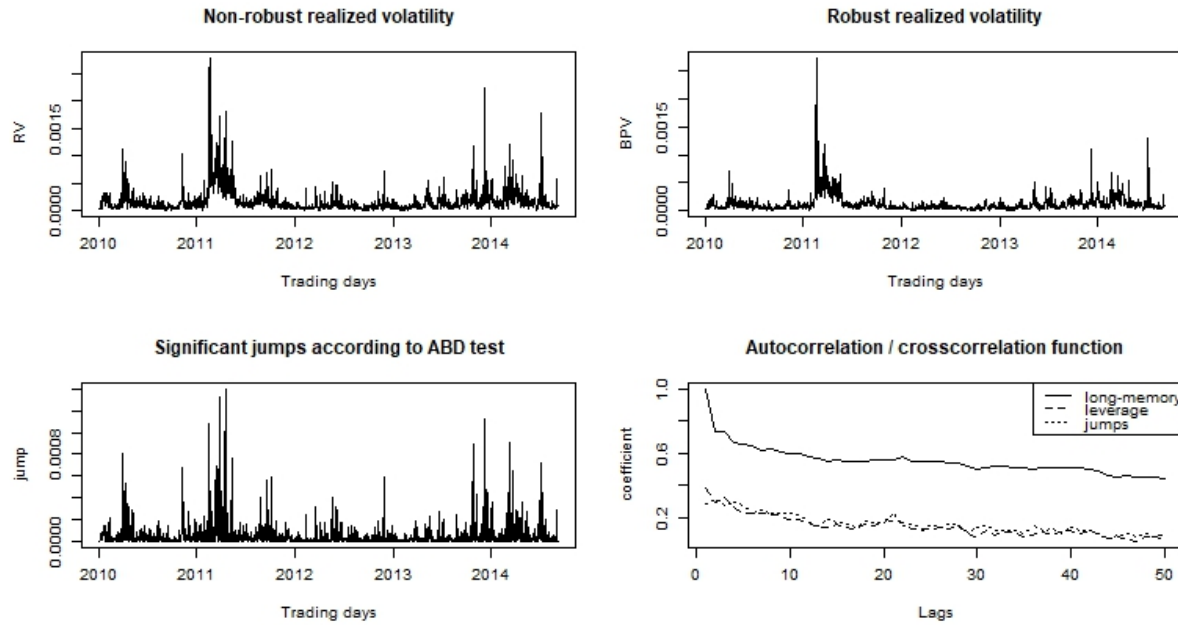 Non-robust realized volatility
RV
0.0000
0.0015
2010 2011 2012 2013 2014
Trading days
Robust realized volatility
BPV
0.0000
0.0015
2010 2011 2012 2013 2014
Trading days
Significant jumps according to ABD test
jump
0.0000
0.0008
2010 2011 2012 2013 2014
Trading days
Autocorrelation / crosscorrelation function
coefficient
0.2
0.6
1.0
long-memory
leverage
jumps
0 10 20 30 40 50
Lags